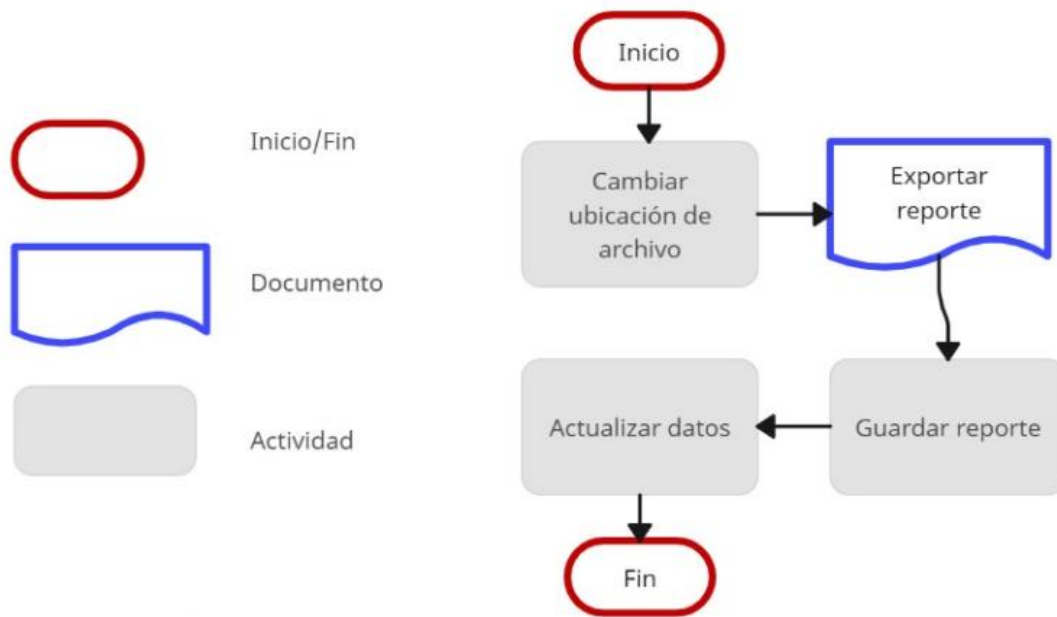 Inicio/Fin
Documento
Actividad
Inicio
Cambiar
ubicación de
archivo
Exportar
reporte
Guardar reporte
Actualizar datos
Fin